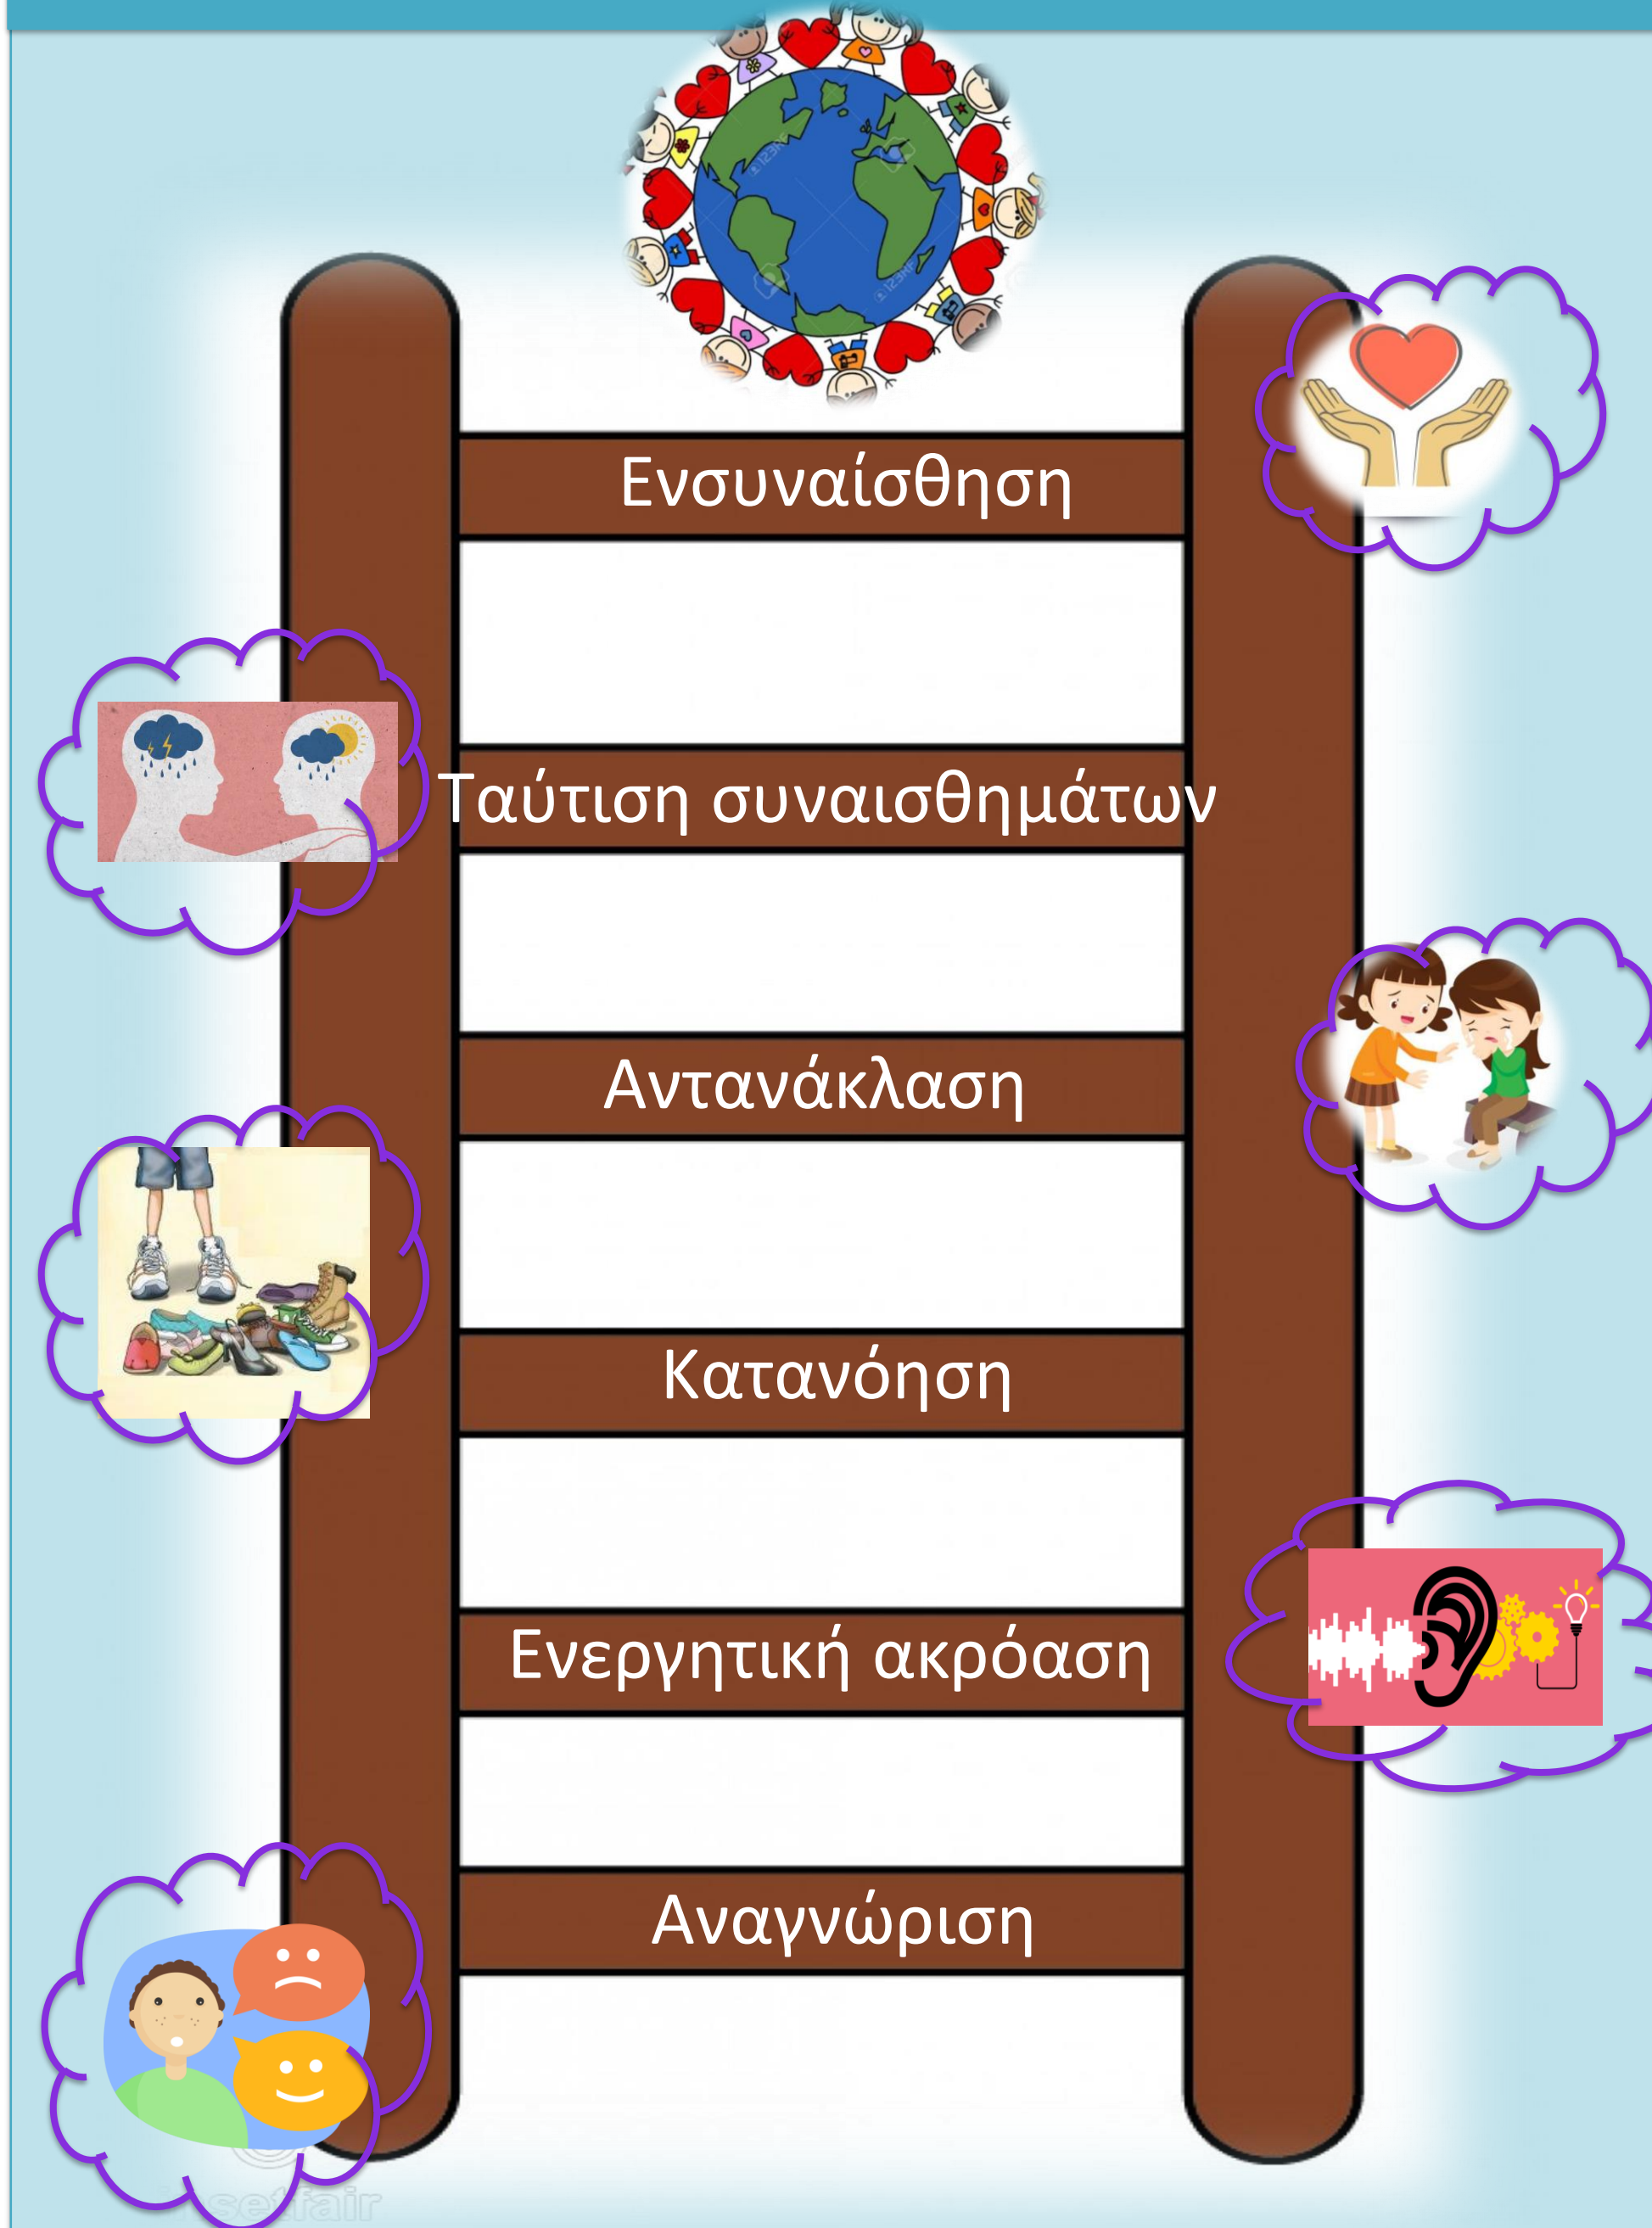 Ενσυναίσθηση
Ταύτιση συναισθημάτων
Αντανάκλαση
Κατανόηση
Ενεργητική ακρόαση
Αναγνώριση